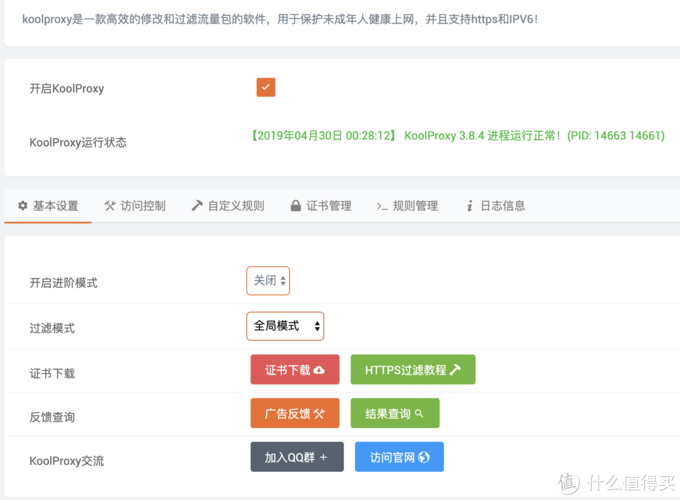 koolproxy是一款高效的修改和过滤流量包的软件，用于保护未成年人健康上网，并且支持https和IPV6！
开启KoolProxy
KoolProxy运行状态 【2019年04月30日 00:28:12】 KoolProxy 3.8.4 进程运行正常！(PID: 14663 14661)
基本设置 访问控制 自定义规则 证书管理 规则管理 日志信息
开启进阶模式 关闭
过滤模式 全局模式
证书下载 证书下载 HTTPS过滤教程
反馈查询 广告反馈 结果查询
KoolProxy交流 加入QQ群 访问官网
值 什么值得买